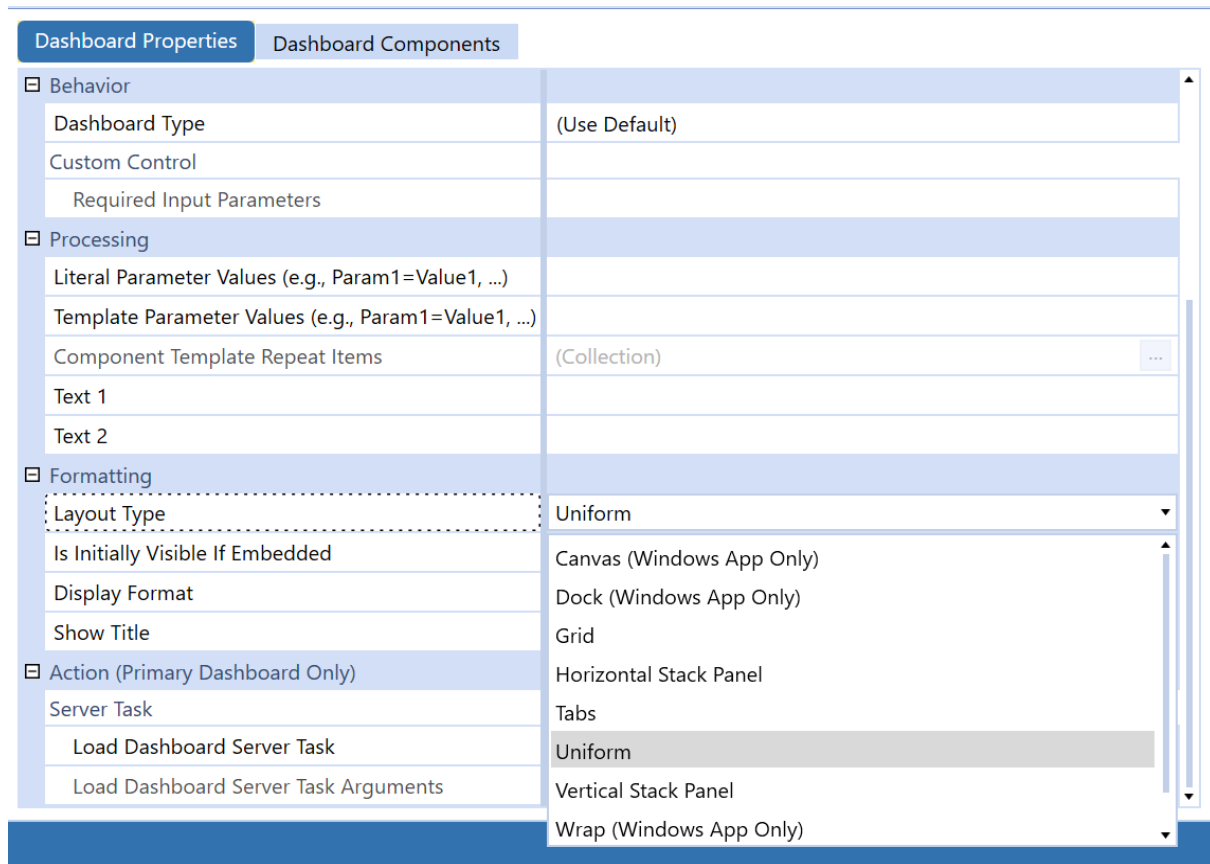 Dashboard Properties
Dashboard Components
Behavior
Dashboard Type
(Use Default)
Custom Control
Required Input Parameters
Processing
Literal Parameter Values (e.g., Param1=Value1, ...)
Template Parameter Values (e.g., Param1=Value1, ...)
Component Template Repeat Items
(Collection)
...
Text 1
Text 2
Formatting
Layout Type
Uniform
Is Initially Visible If Embedded
Display Format
Show Title
Action (Primary Dashboard Only)
Server Task
Load Dashboard Server Task
Load Dashboard Server Task Arguments
Canvas (Windows App Only)
Dock (Windows App Only)
Grid
Horizontal Stack Panel
Tabs
Uniform
Vertical Stack Panel
Wrap (Windows App Only)